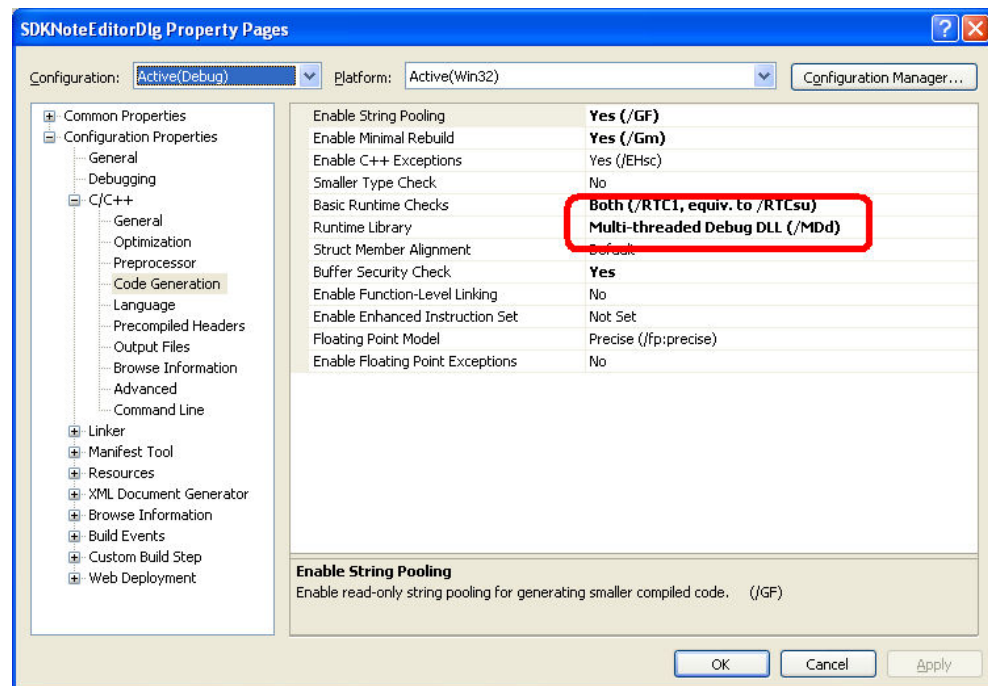 SDKNoteEditorDlg Property Pages
Configuration: Active(Debug) Platform: Active(Win32) Configuration Manager...
Common Properties
Configuration Properties
General
Debugging
C/C++
General
Optimization
Preprocessor
Code Generation
Language
Precompiled Headers
Output Files
Browse Information
Advanced
Command Line
Linker
Manifest Tool
Resources
XML Document Generator
Browse Information
Build Events
Custom Build Step
Web Deployment
Enable String Pooling Yes (/GF)
Enable Minimal Rebuild Yes (/Gm)
Enable C++ Exceptions Yes (/EHsc)
Smaller Type Check No
Basic Runtime Checks Both (/RTC1, equiv. to /RTCsu)
Runtime Library Multi-threaded Debug DLL (/MDd)
Struct Member Alignment Default
Buffer Security Check Yes
Enable Function-Level Linking No
Enable Enhanced Instruction Set Not Set
Floating Point Model Precise (/fp:precise)
Enable Floating Point Exceptions No
Enable String Pooling
Enable read-only string pooling for generating smaller compiled code. (/GF)
OK Cancel Apply